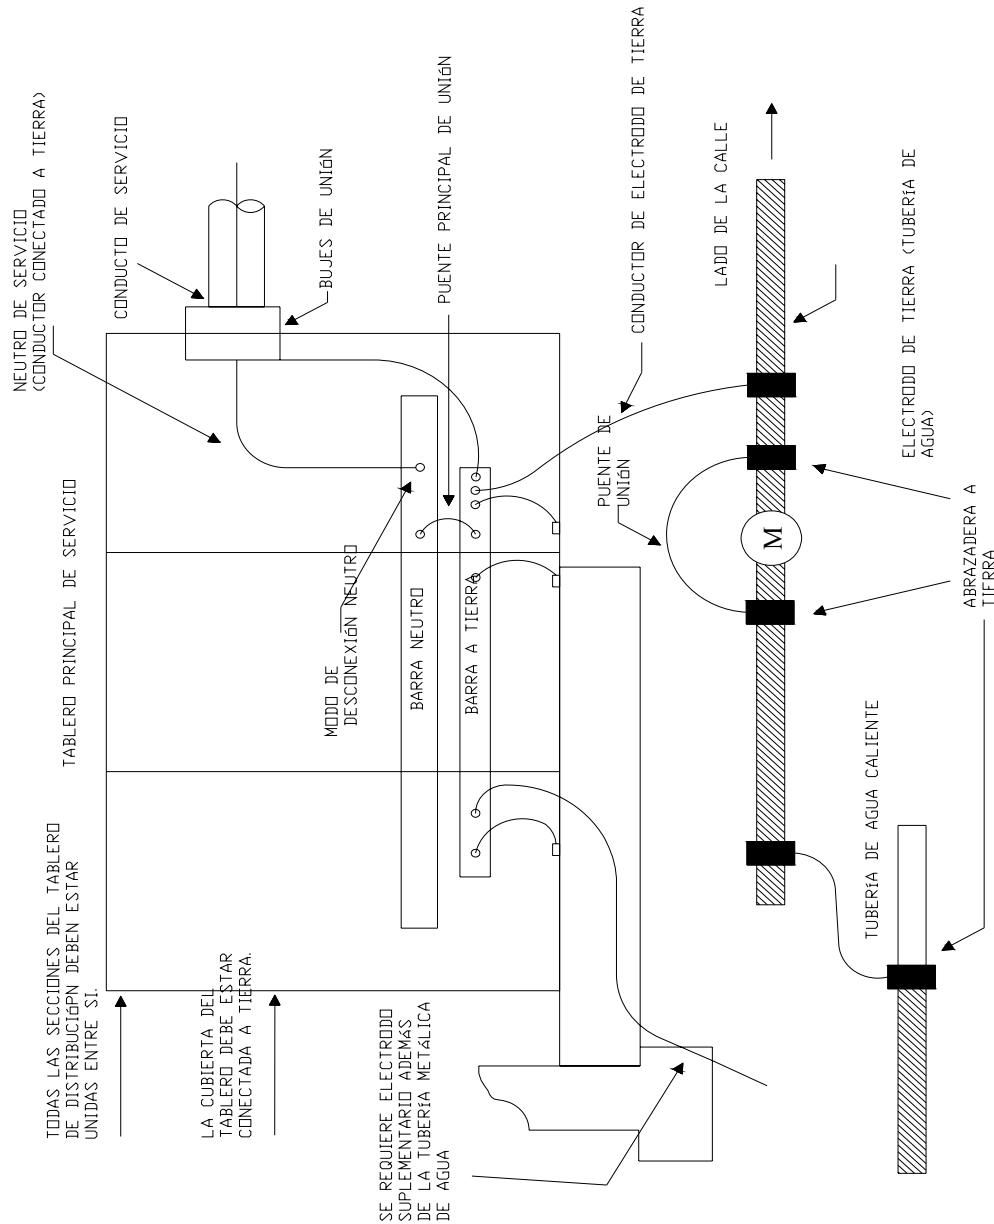 TODAS LAS SECCIONES DEL TABLERO
DE DISTRIBUCIÓPN DEBEN ESTAR
UNIDAS ENTRE SI.
TABLERO PRINCIPAL DE SERVICIO
NEUTRO DE SERVICIO
(CONDUCTOR CONECTADO A TIERRA)
CONDUCTO DE SERVICIO
LA CUBIERTA DEL
TABLERO DEBE ESTAR
CONECTADA A TIERRA.
BUJES DE UNIÓN
MODO DE
DESCONEXIÓN NEUTRO
BARRA NEUTRO
PUENTE PRINCIPAL DE UNIÓN
BARRA A TIERRA
SE REQUIERE ELECTRODO
SUPLEMENTARIO ADEMÁS
DE LA TUBERÍA METÁLICA
DE AGUA
PUENTE DE
UNIÓN
CONDUCTOR DE ELECTRODO DE TIERRA
LADO DE LA CALLE
M
TUBERÍA DE AGUA CALIENTE
ELECTRODO DE TIERRA (TUBERÍA DE
AGUA)
ABRAZADERA A
TIERRA